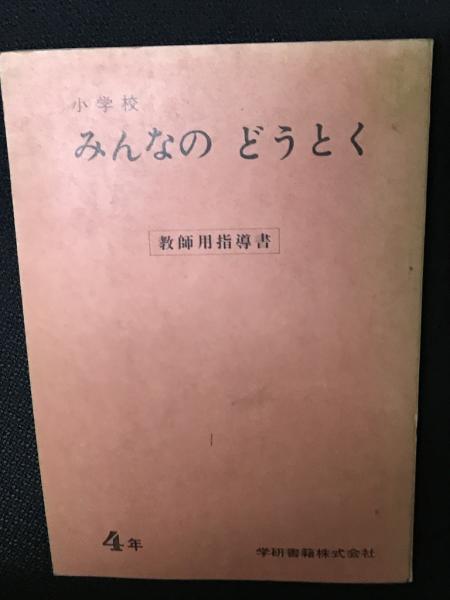 小学校
みんなの どうとく
教師用指導書
4年
学研書籍株式会社